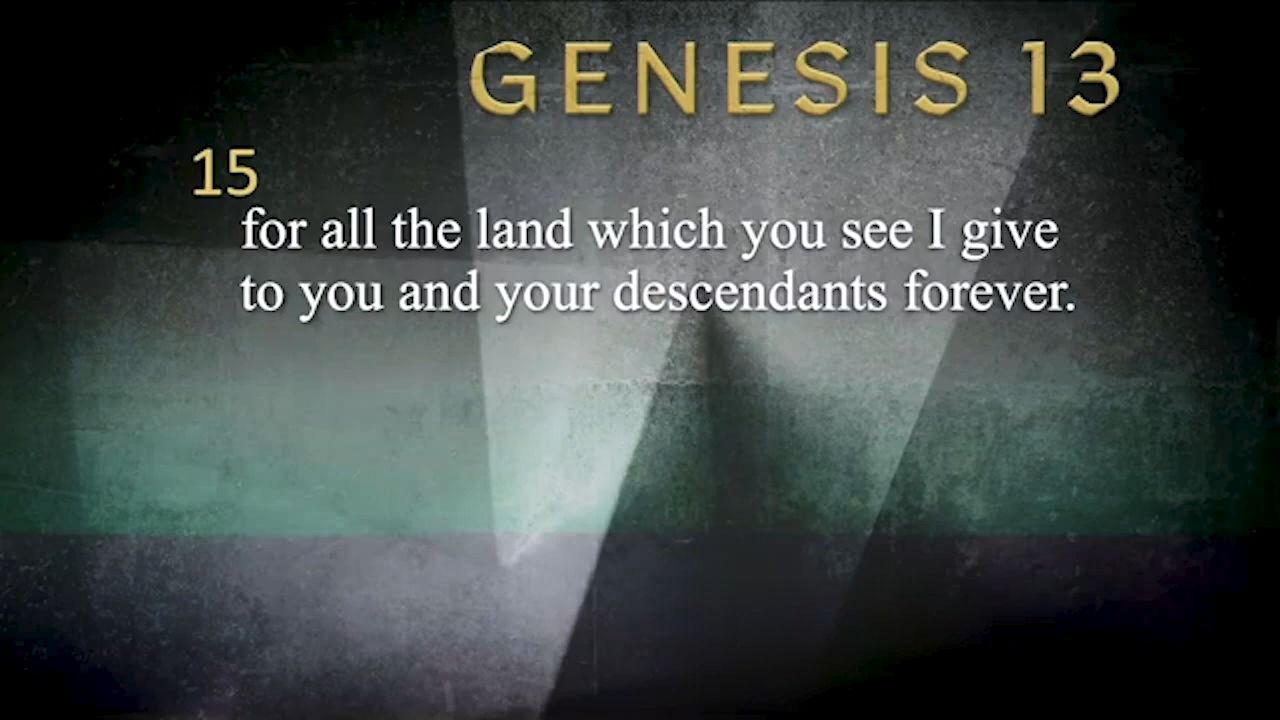 GENESIS 13
15
for all the land which you see I give
to you and your descendants forever.